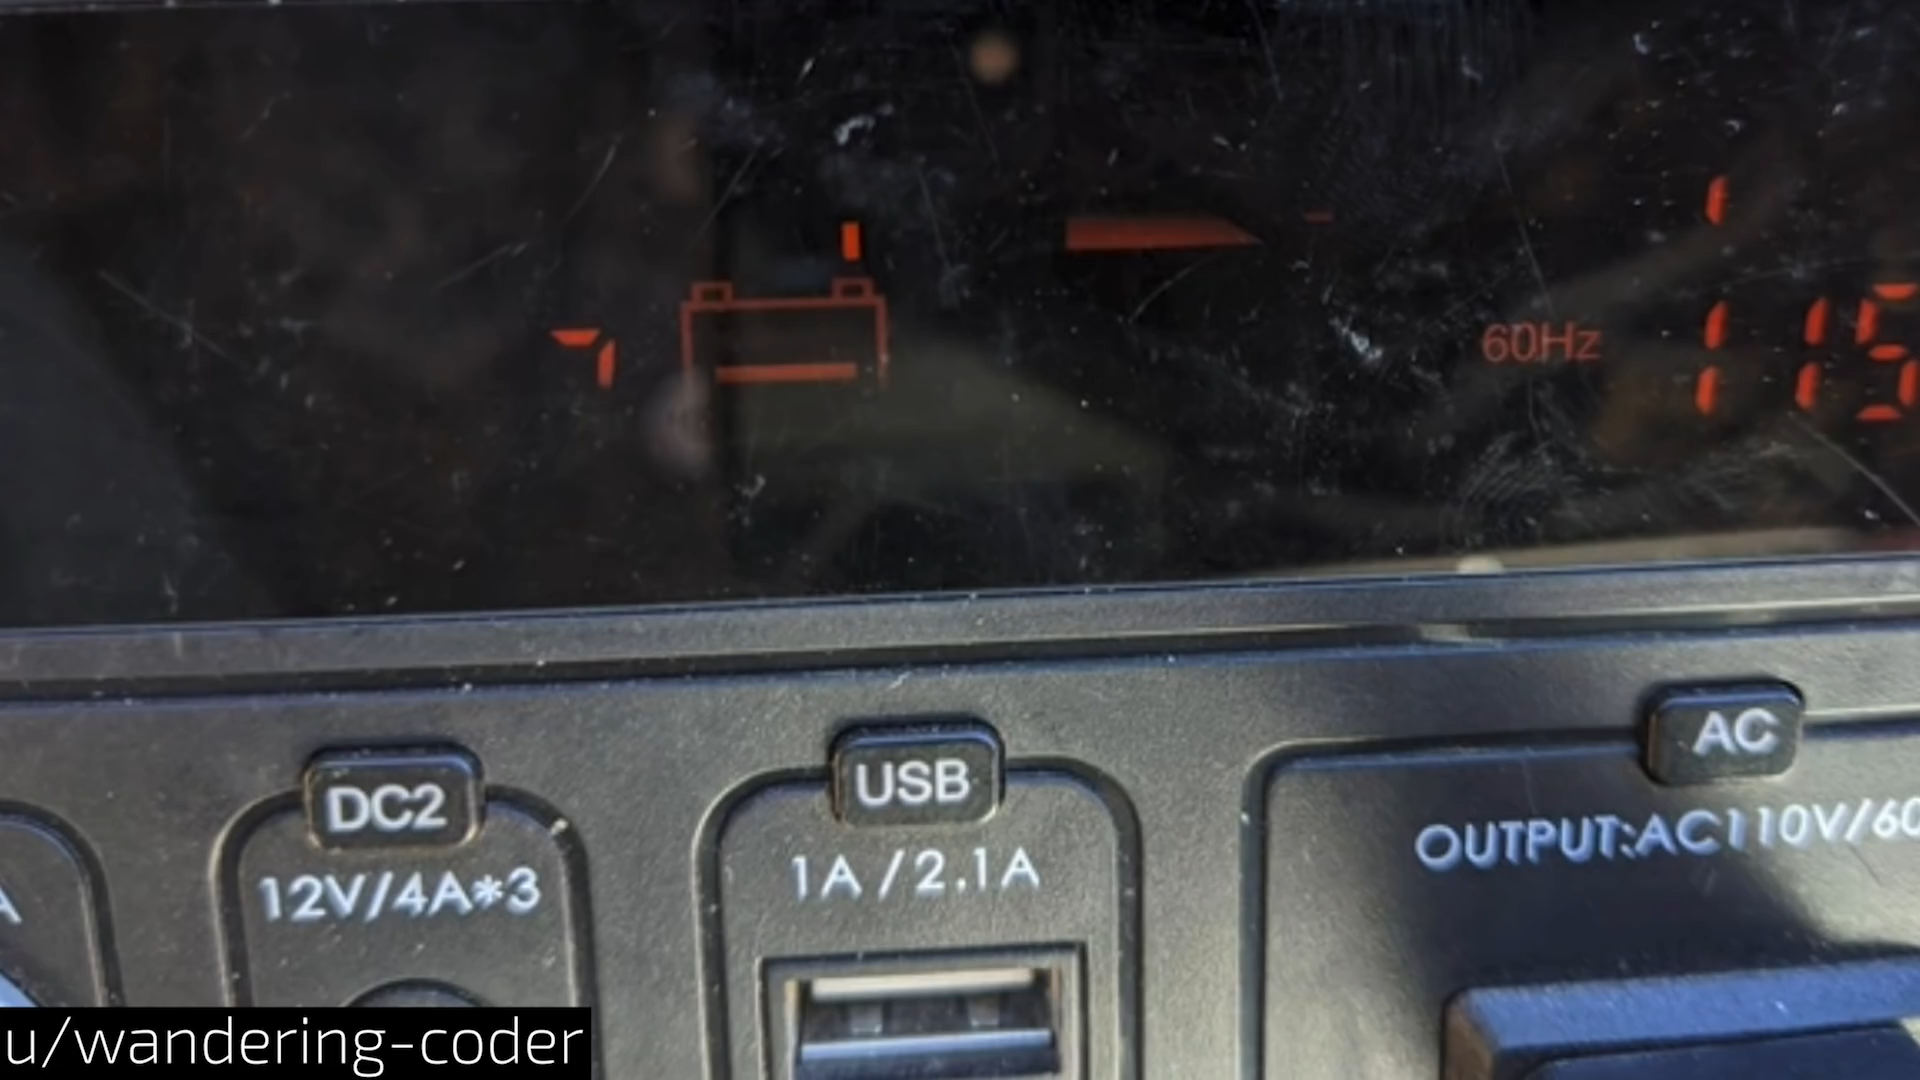 60Hz 115
DC2
USB
AC
12V/4A*3
1A/2.1A
OUTPUT:AC110V/60
A
u/wandering-coder